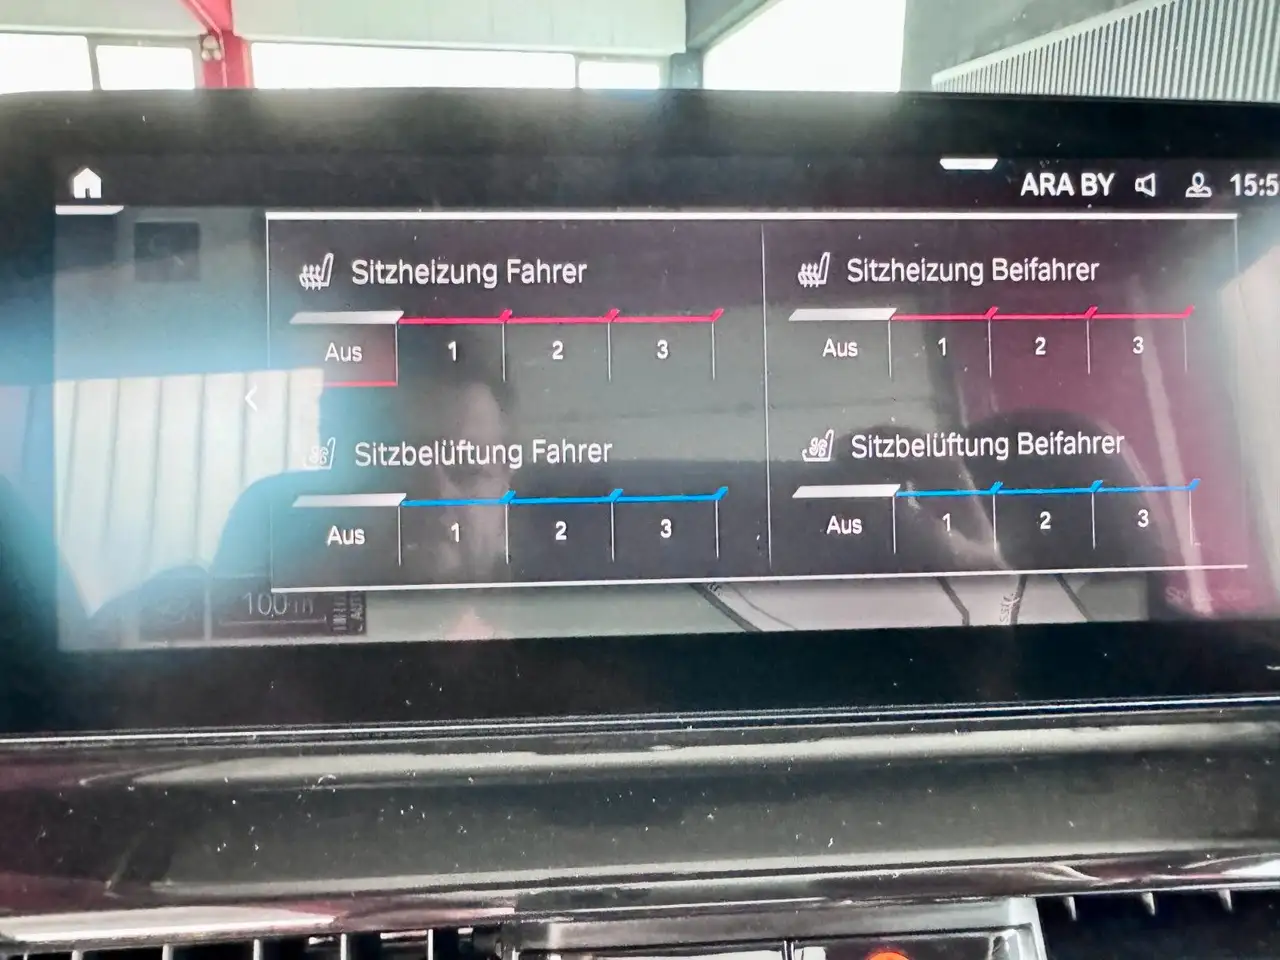 ARA BY 15:5
Sitzheizung Fahrer
Aus 1 2 3
Sitzheizung Beifahrer
Aus 1 2 3
Sitzbelüftung Fahrer
Aus 1 2 3
Sitzbelüftung Beifahrer
Aus 1 2 3
100 m